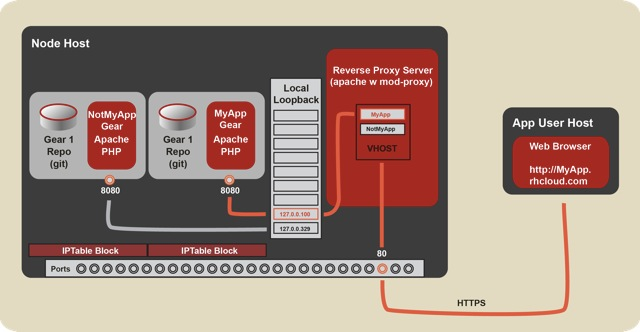 Node Host
NotMyApp
Gear
Apache
PHP
Gear 1
Repo
(git)
8080
MyApp
Gear
Apache
PHP
Gear 1
Repo
(git)
8080
Local
Loopback
127.0.0.100
127.0.0.329
Reverse Proxy Server
(apache w mod-proxy)
MyApp
NotMyApp
VHOST
80
IPTable Block
IPTable Block
Ports
App User Host
Web Browser
http://MyApp.
rhcloud.com
HTTPS